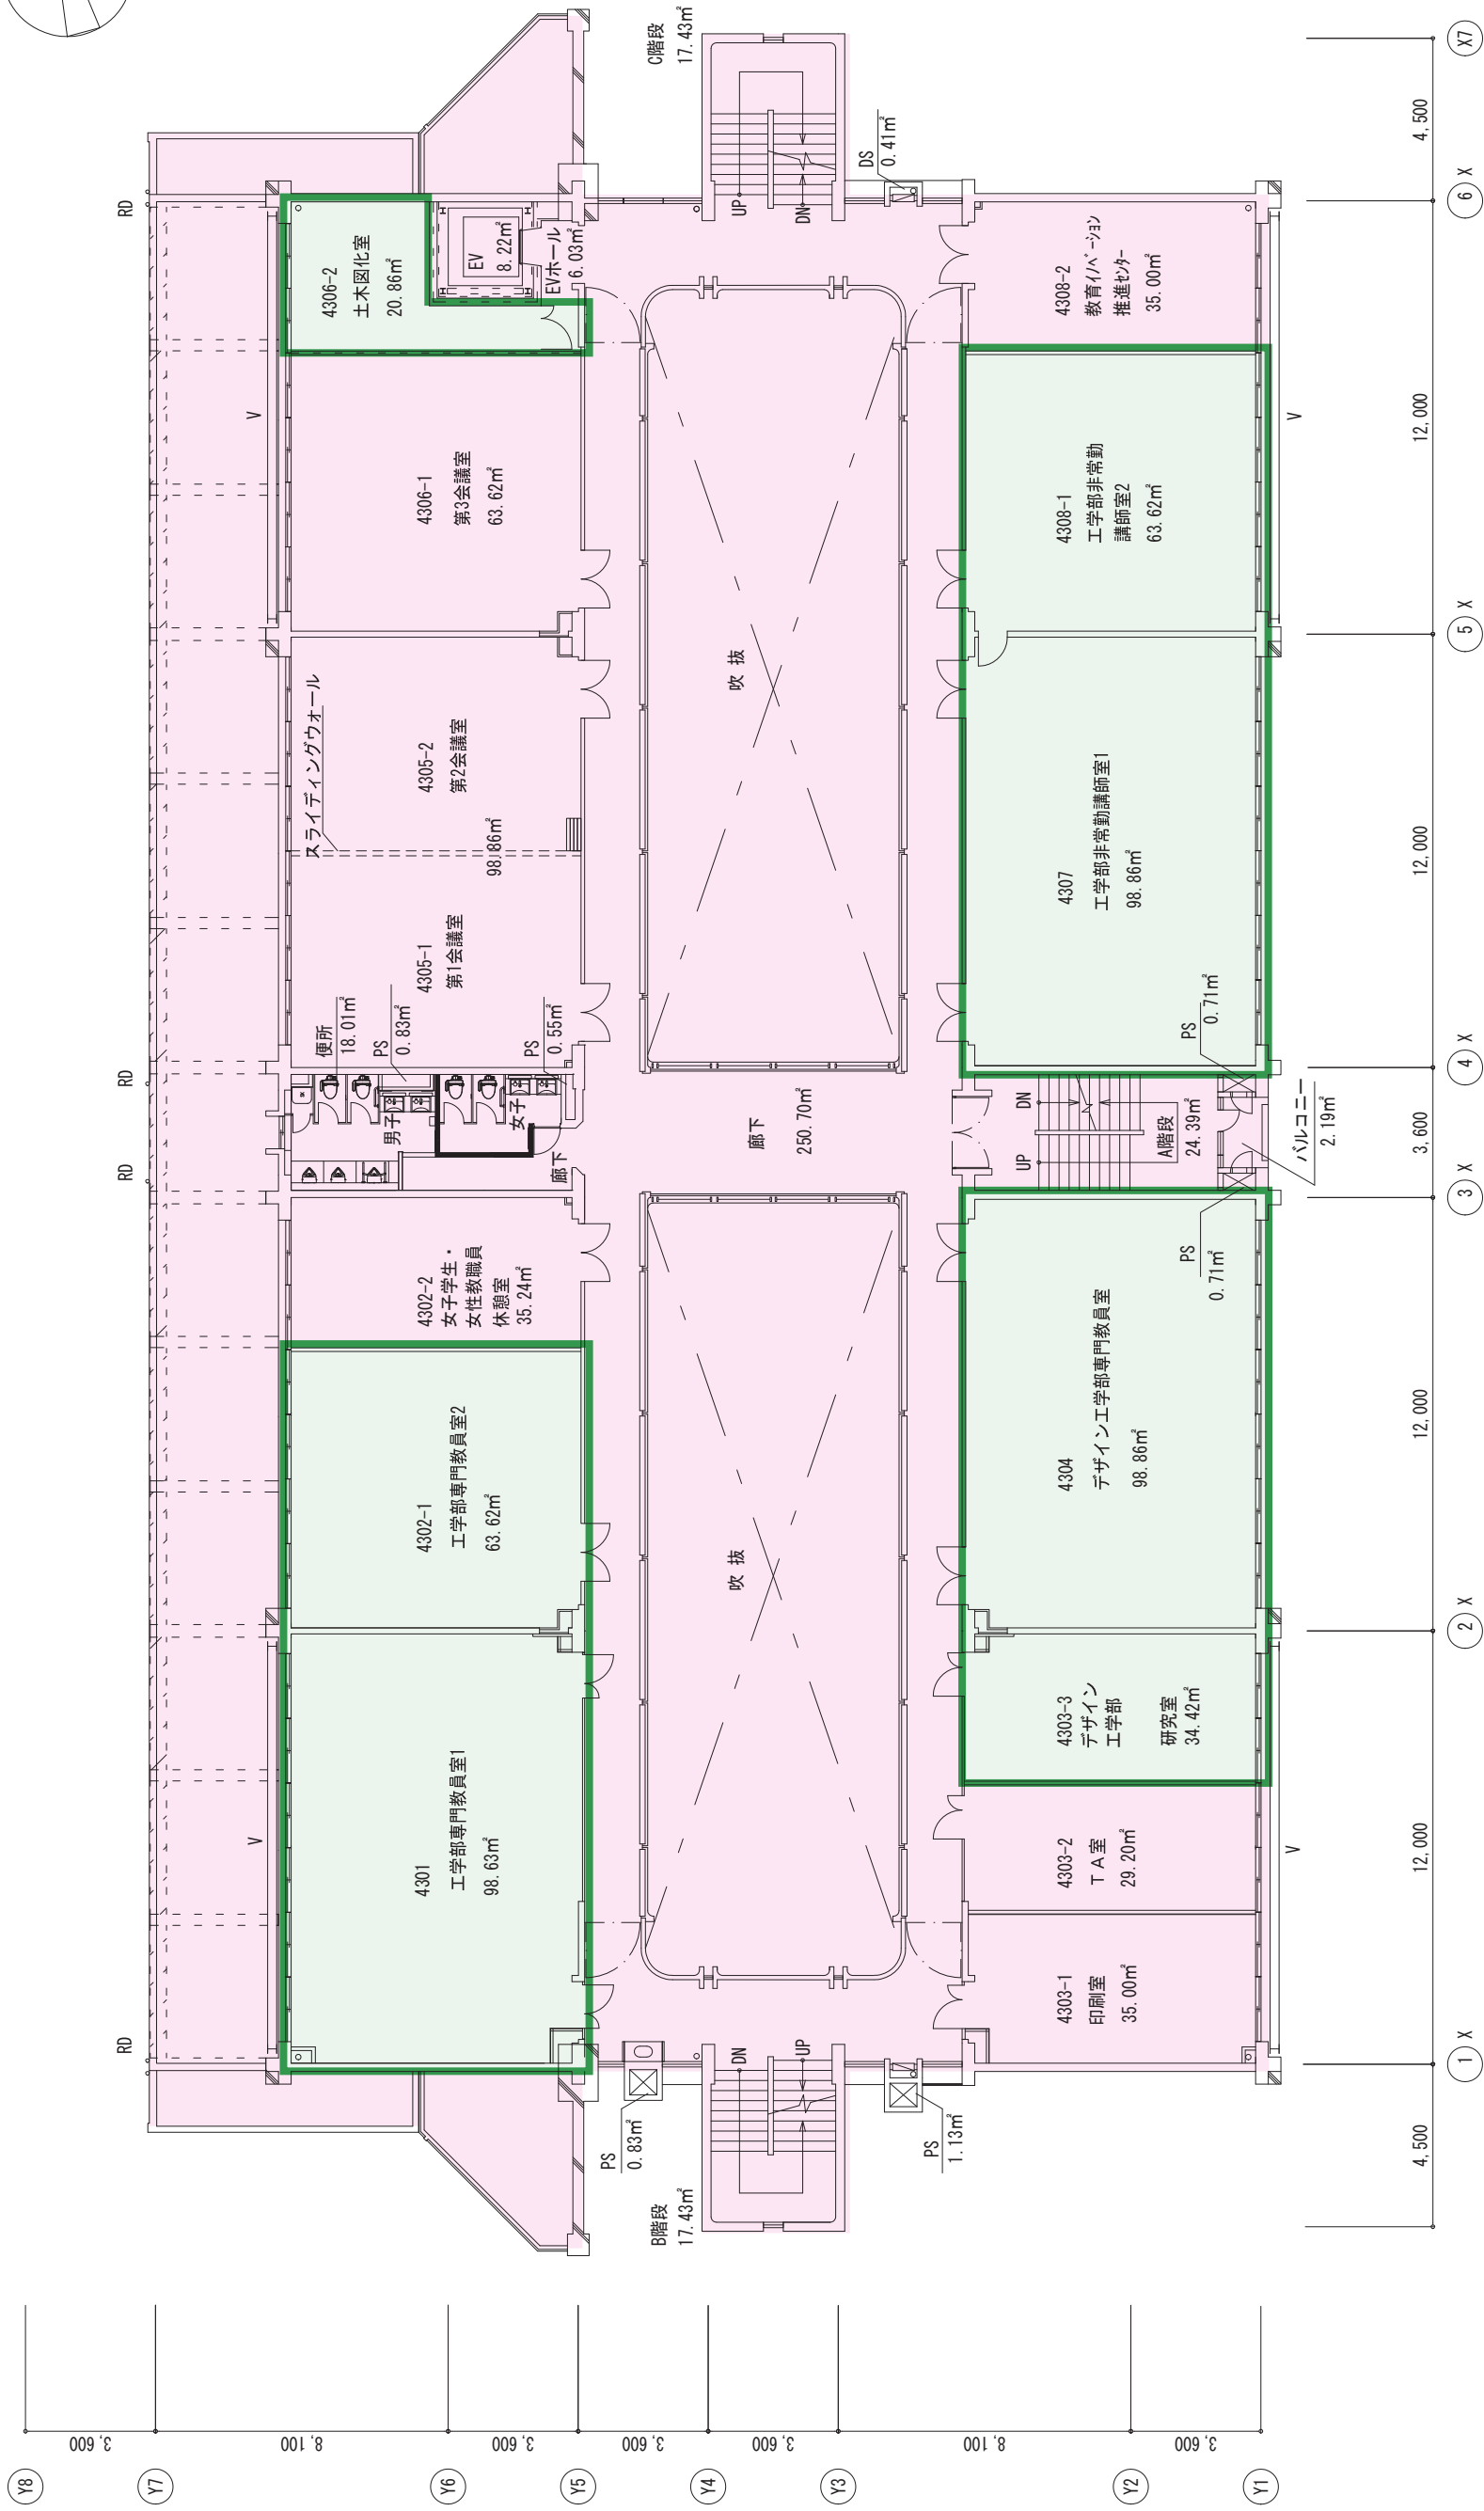 RD
RD
RD
RD
4306-2
土木図化室
20.86㎡
EV
8.22㎡
EVホール
6.03㎡
C階段
17.43㎡
UP
DN
DS
0.41㎡
4308-2
教育イノベーション
推進センター
35.00㎡
V
4306-1
第3会議室
63.62㎡
4308-1
工学部非常勤
講師室2
63.62㎡
V
スライディングウォール
4305-2
第2会議室
98.86㎡
4305-1
第1会議室
吹抜
4307
工学部非常勤講師室1
98.86㎡
便所
18.01㎡
PS
0.83㎡
PS
0.55㎡
男子
女子
廊下
廊下
250.70㎡
DN
UP
A階段
24.39㎡
PS
0.71㎡
バルコニー
2.19㎡
PS
0.71㎡
4302-2
女子学生・
女性教職員
休憩室
35.24㎡
4302-1
工学部専門教員室2
63.62㎡
吹抜
4304
デザイン工学部専門教員室
98.86㎡
4301
工学部専門教員室1
98.63㎡
V
4303-3
デザイン
工学部
研究室
34.42㎡
4303-2
TA室
29.20㎡
V
4303-1
印刷室
35.00㎡
PS
0.83㎡
B階段
17.43㎡
DN
UP
PS
1.13㎡
X7
4,500
6 X
12,000
5 X
12,000
4 X
3,600
3 X
12,000
2 X
12,000
1 X
4,500
Y8
3,600
Y7
8,100
Y6
3,600
Y5
3,600
Y4
3,600
Y3
8,100
Y2
3,600
Y1